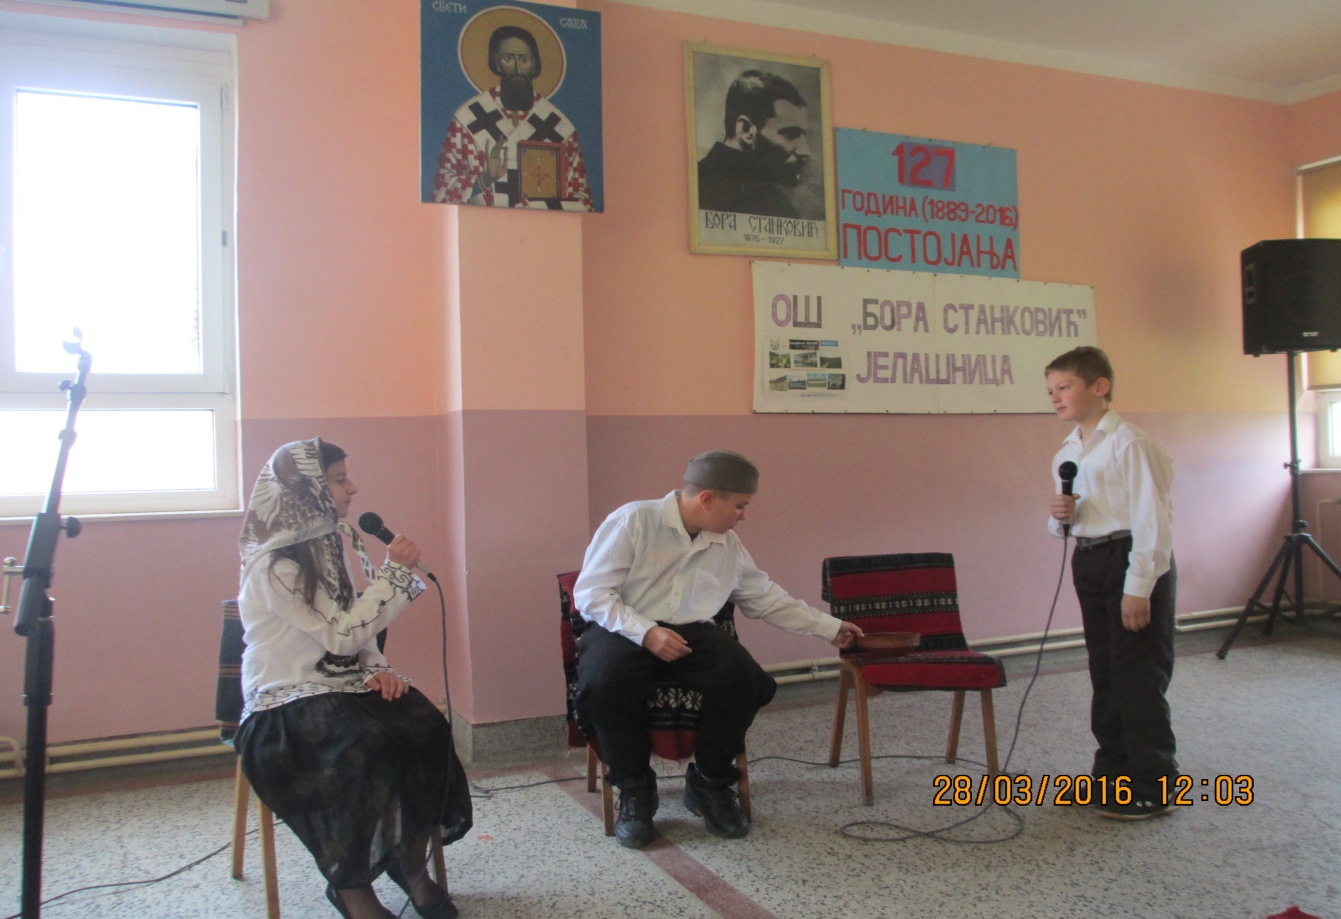 СВЕТИ САВА
БОРА СТАНКОВИЋ
1876 - 1927
127
ГОДИНА (1889-2016)
ПОСТОЈАЊА
ОШ „БОРА СТАНКОВИЋ”
ЈЕЛАШНИЦА
28/03/2016 12:03